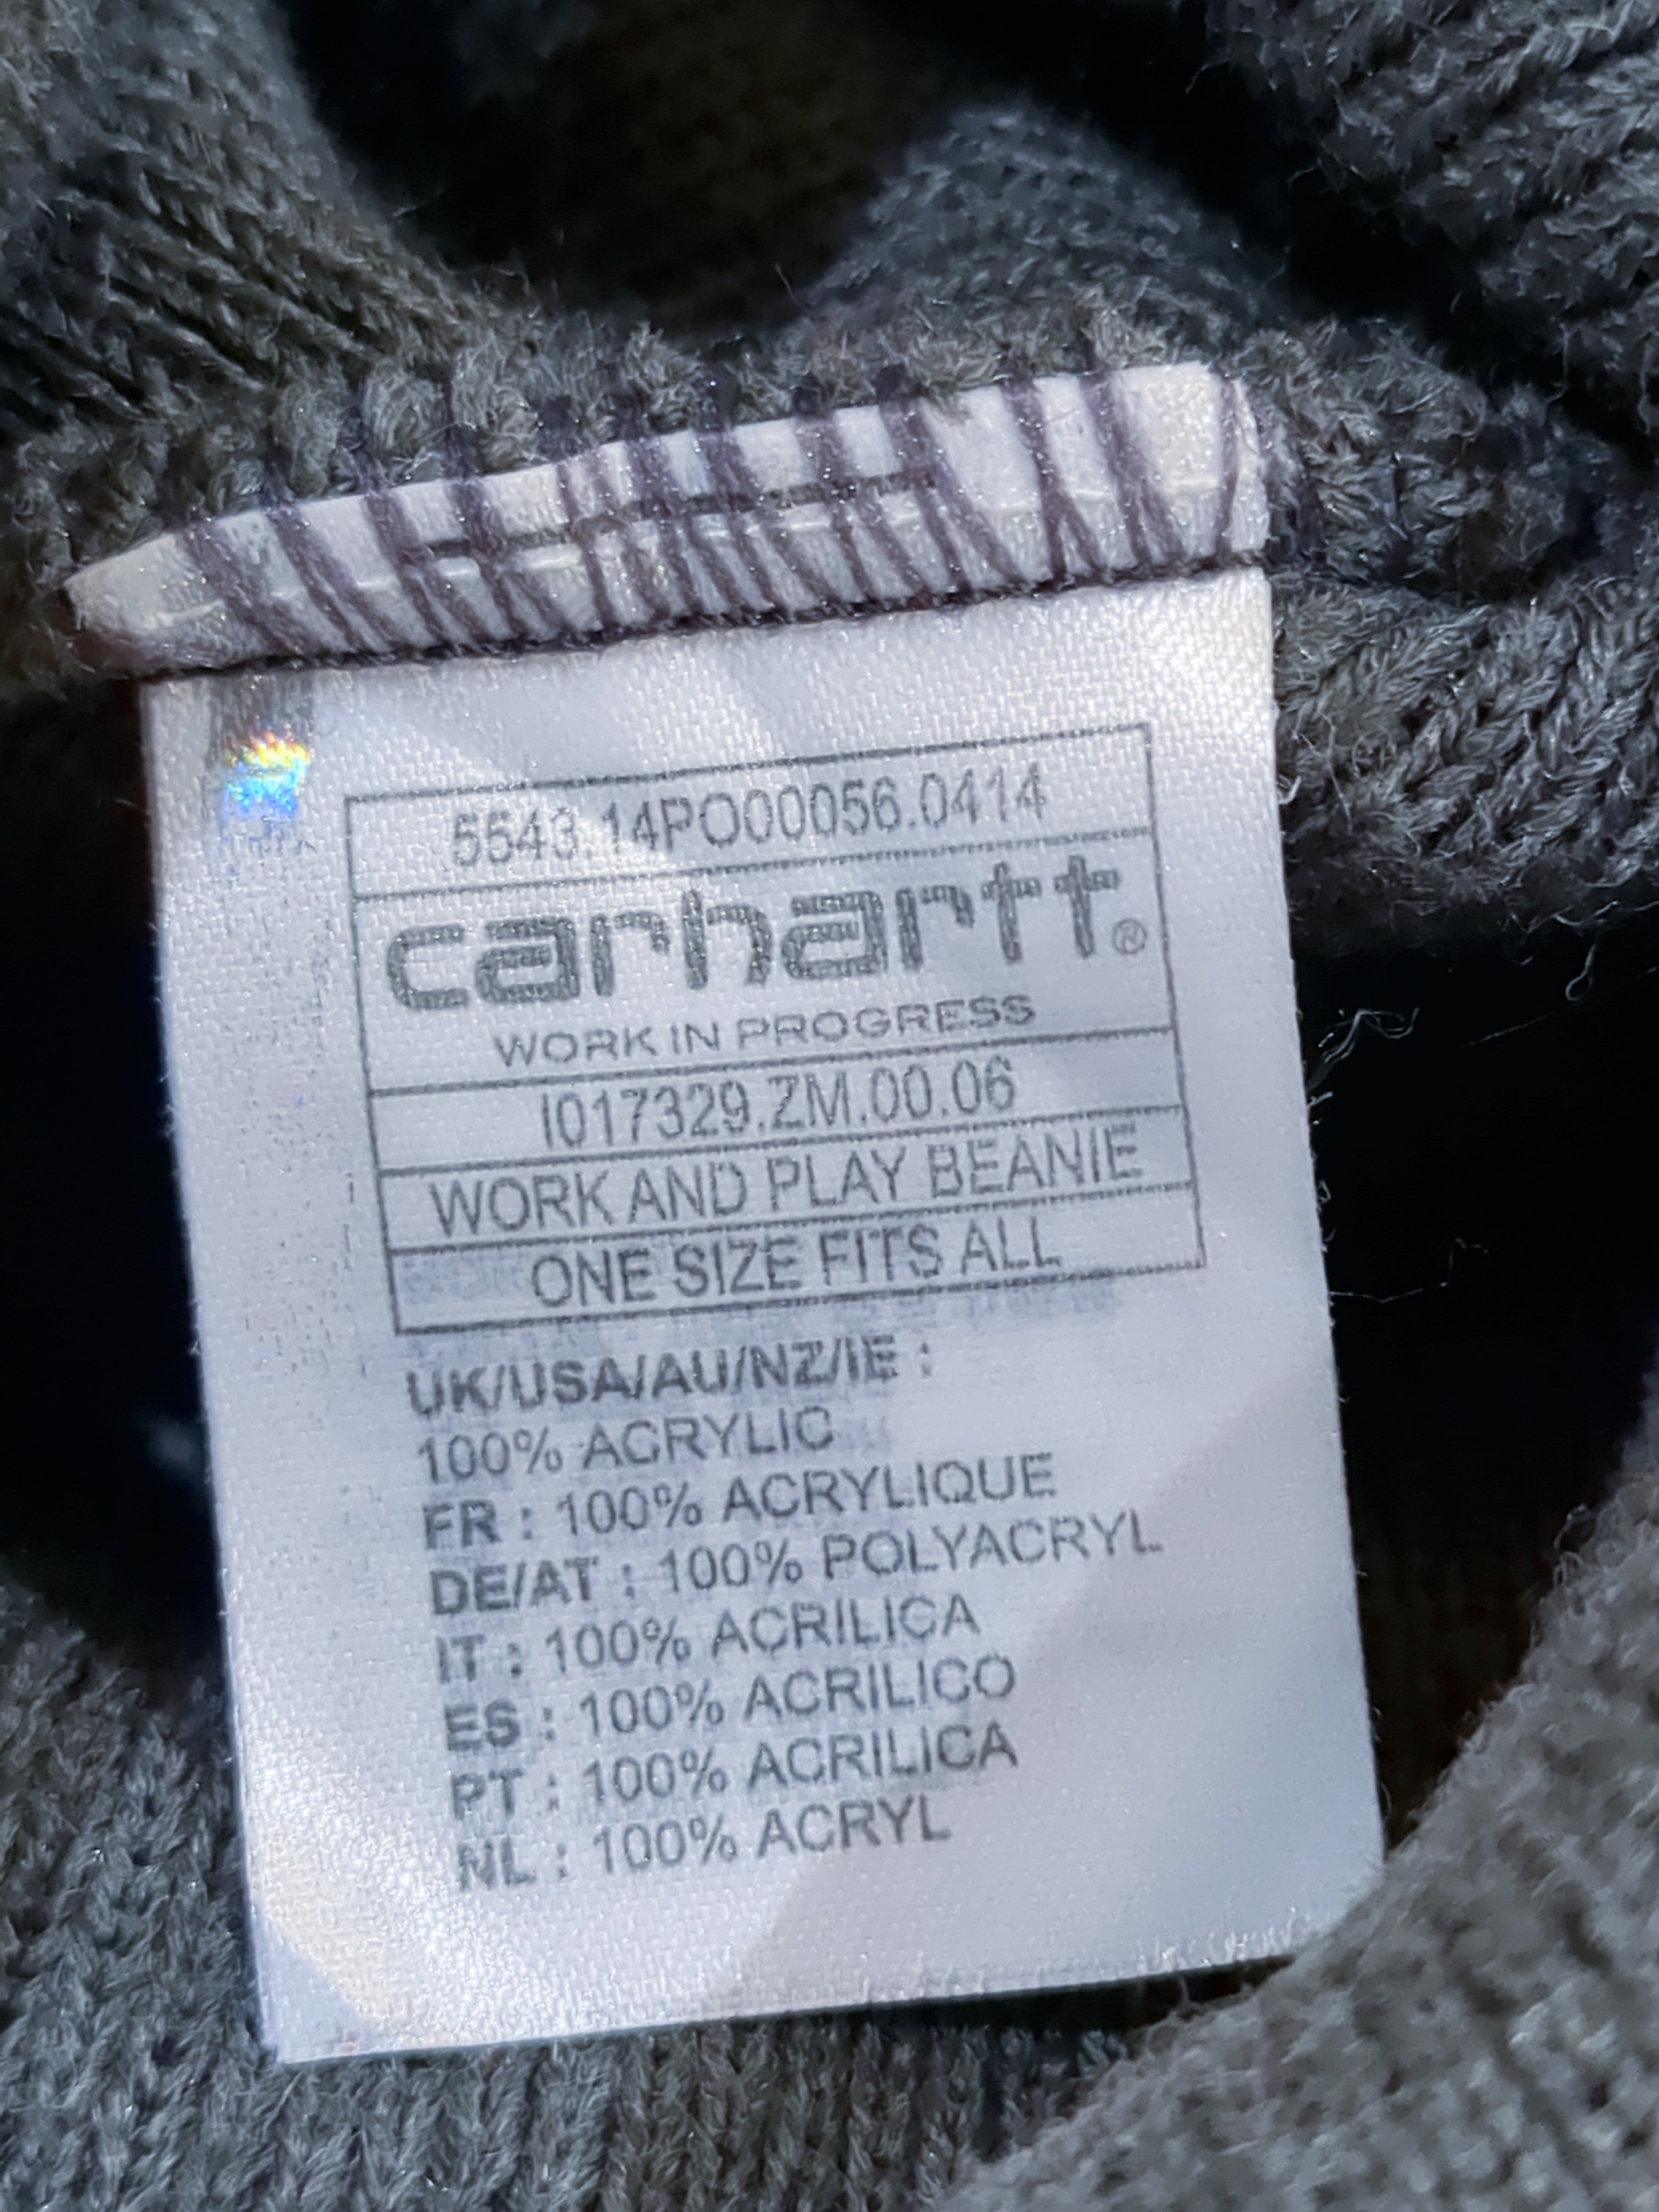 5543.14PO00056.0414
carhartt®
WORK IN PROGRESS
I017329.ZM.00.06
WORK AND PLAY BEANIE
ONE SIZE FITS ALL
UK/USA/AU/NZ/IE :
100% ACRYLIC
FR : 100% ACRYLIQUE
DE/AT : 100% POLYACRYL
IT : 100% ACRILICA
ES : 100% ACRILICO
PT : 100% ACRILICA
NL : 100% ACRYL